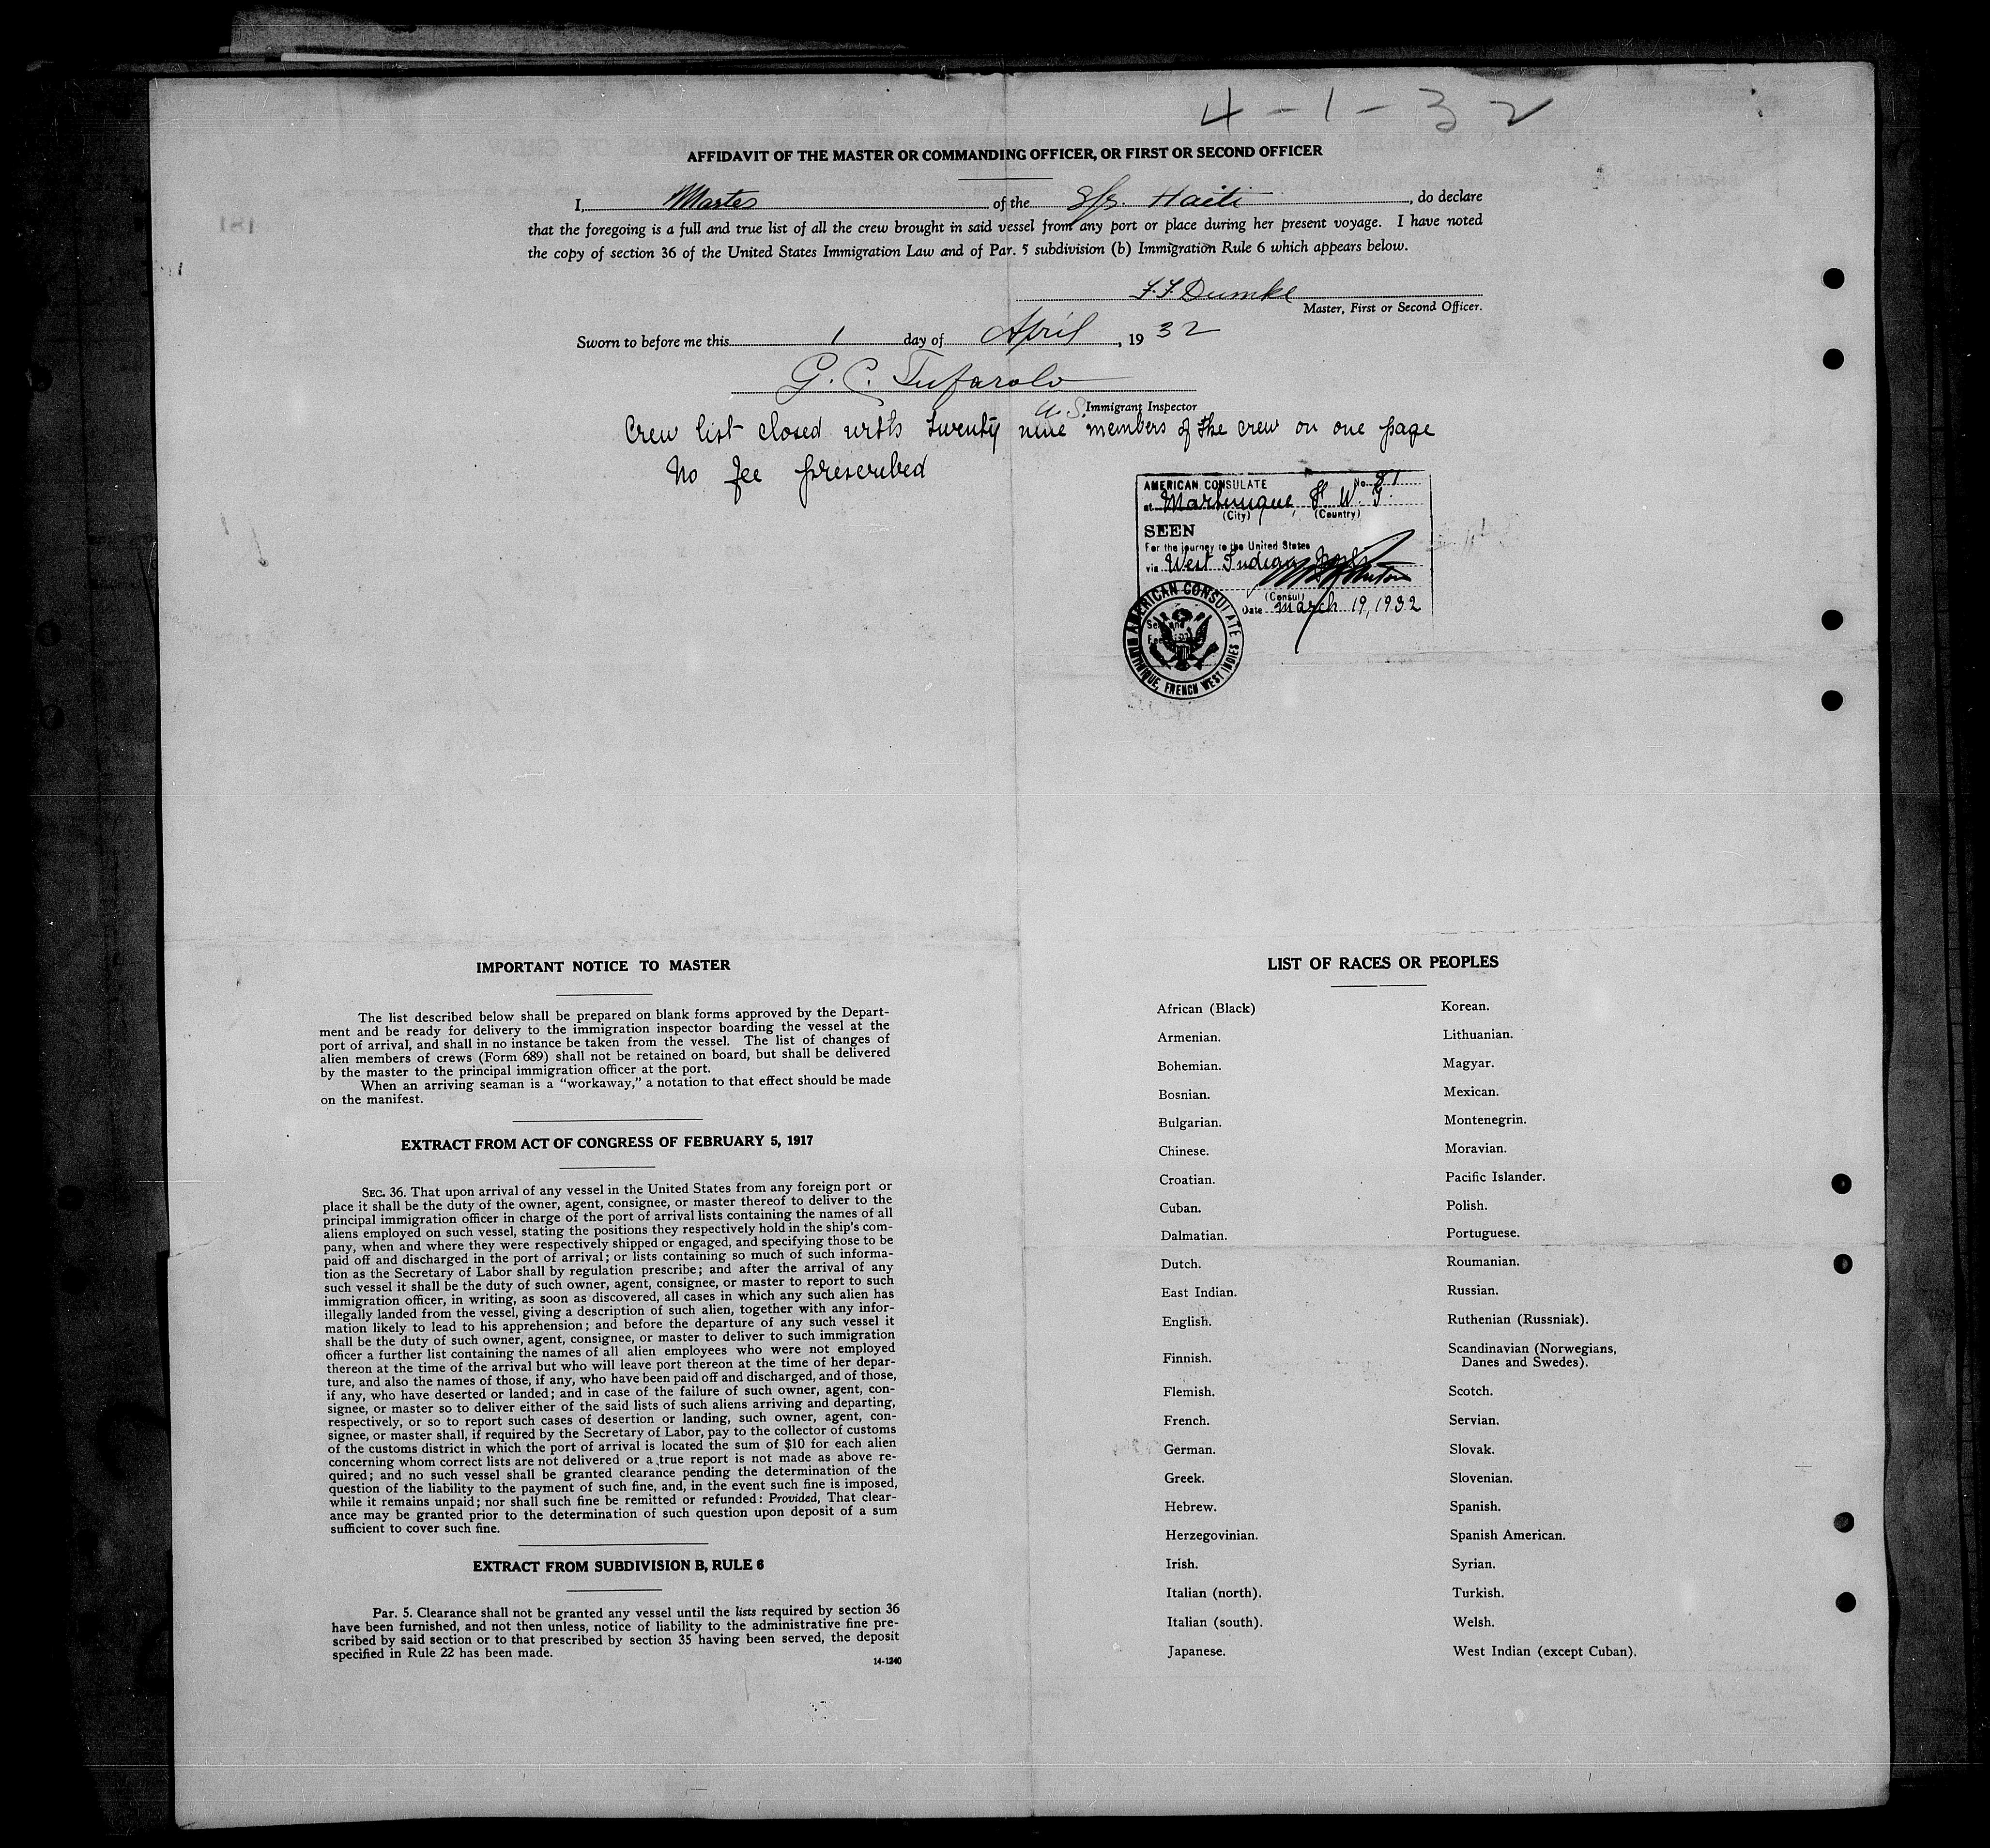 4-1-32
AFFIDAVIT OF THE MASTER OR COMMANDING OFFICER, OR FIRST OR SECOND OFFICER
I, Master of the S/S. Haiti, do declare
that the foregoing is a full and true list of all the crew brought in said vessel from any port or place during her present voyage. I have noted
the copy of section 36 of the United States Immigration Law and of Par. 5 subdivision (b) Immigration Rule 6 which appears below.
F.F. Dumke
Master, First or Second Officer.
Sworn to before me this 1 day of April, 19 32
G. C. Tufarolo
U.S. Immigrant Inspector
Crew list closed with twenty nine members of the crew on one page
No fee prescribed
AMERICAN CONSULATE No. 81
at Martinique, F. W. I.
(City) (Country)
SEEN
For the journey to the United States
via West Indian Ports
(Consul)
Date March 19, 1932
AMERICAN CONSULATE
MARTINIQUE, FRENCH WEST INDIES
IMPORTANT NOTICE TO MASTER
The list described below shall be prepared on blank forms approved by the Depart-
ment and be ready for delivery to the immigration inspector boarding the vessel at the
port of arrival, and shall in no instance be taken from the vessel. The list of changes of
alien members of crews (Form 689) shall not be retained on board, but shall be delivered
by the master to the principal immigration officer at the port.
When an arriving seaman is a “workaway,” a notation to that effect should be made
on the manifest.
EXTRACT FROM ACT OF CONGRESS OF FEBRUARY 5, 1917
SEC. 36. That upon arrival of any vessel in the United States from any foreign port or
place it shall be the duty of the owner, agent, consignee, or master thereof to deliver to the
principal immigration officer in charge of the port of arrival lists containing the names of all
aliens employed on such vessel, stating the positions they respectively hold in the ship's com-
pany, when and where they were respectively shipped or engaged, and specifying those to be
paid off and discharged in the port of arrival; or lists containing so much of such informa-
tion as the Secretary of Labor shall by regulation prescribe; and after the arrival of any
such vessel it shall be the duty of such owner, agent, consignee, or master to report to such
immigration officer, in writing, as soon as discovered, all cases in which any such alien has
illegally landed from the vessel, giving a description of such alien, together with any infor-
mation likely to lead to his apprehension; and before the departure of any such vessel it
shall be the duty of such owner, agent, consignee, or master to deliver to such immigration
officer a further list containing the names of all alien employees who were not employed
thereon at the time of the arrival but who will leave port thereon at the time of her depar-
ture, and also the names of those, if any, who have been paid off and discharged, and of those,
if any, who have deserted or landed; and in case of the failure of such owner, agent, con-
signee, or master so to deliver either of the said lists of such aliens arriving and departing,
respectively, or so to report such cases of desertion or landing, such owner, agent, con-
signee, or master shall, if required by the Secretary of Labor, pay to the collector of customs
of the customs district in which the port of arrival is located the sum of $10 for each alien
concerning whom correct lists are not delivered or a true report is not made as above re-
quired; and no such vessel shall be granted clearance pending the determination of the
question of the liability to the payment of such fine, and, in the event such fine is imposed,
while it remains unpaid; nor shall such fine be remitted or refunded: Provided, That clear-
ance may be granted prior to the determination of such question upon deposit of a sum
sufficient to cover such fine.
EXTRACT FROM SUBDIVISION B, RULE 6
Par. 5. Clearance shall not be granted any vessel until the lists required by section 36
have been furnished, and not then unless, notice of liability to the administrative fine pre-
scribed by said section or to that prescribed by section 35 having been served, the deposit
specified in Rule 22 has been made.
14-1240
LIST OF RACES OR PEOPLES
African (Black)
Armenian.
Bohemian.
Bosnian.
Bulgarian.
Chinese.
Croatian.
Cuban.
Dalmatian.
Dutch.
East Indian.
English.
Finnish.
Flemish.
French.
German.
Greek.
Hebrew.
Herzegovinian.
Irish.
Italian (north).
Italian (south).
Japanese.
Korean.
Lithuanian.
Magyar.
Mexican.
Montenegrin.
Moravian.
Pacific Islander.
Polish.
Portuguese.
Roumanian.
Russian.
Ruthenian (Russniak).
Scandinavian (Norwegians,
Danes and Swedes).
Scotch.
Servian.
Slovak.
Slovenian.
Spanish.
Spanish American.
Syrian.
Turkish.
Welsh.
West Indian (except Cuban).